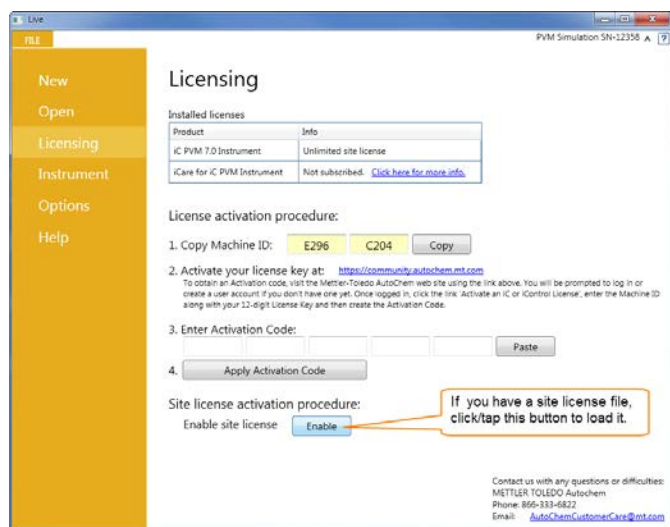 Live
FILE
PVM Simulation SN-12358
?
New
Open
Licensing
Instrument
Options
Help
Licensing
Installed licenses
Product Info
iC PVM 7.0 Instrument Unlimited site license
iCare for iC PVM Instrument Not subscribed. Click here for more info.
License activation procedure:
1. Copy Machine ID: E296 C204 Copy
2. Activate your license key at: https://community.autochem.mt.com
To obtain an Activation code, visit the Mettler-Toledo AutoChem web site using the link above. You will be prompted to log in or
create a user account if you don't have one yet. Once logged in, click the link 'Activate an iC or iControl License', enter the Machine ID
along with your 12-digit License Key and then create the Activation Code.
3. Enter Activation Code:
Paste
4. Apply Activation Code
Site license activation procedure:
Enable site license Enable
If you have a site license file,
click/tap this button to load it.
Contact us with any questions or difficulties:
METTLER TOLEDO Autochem
Phone: 866-333-6822
Email: AutoChemCustomerCare@mt.com